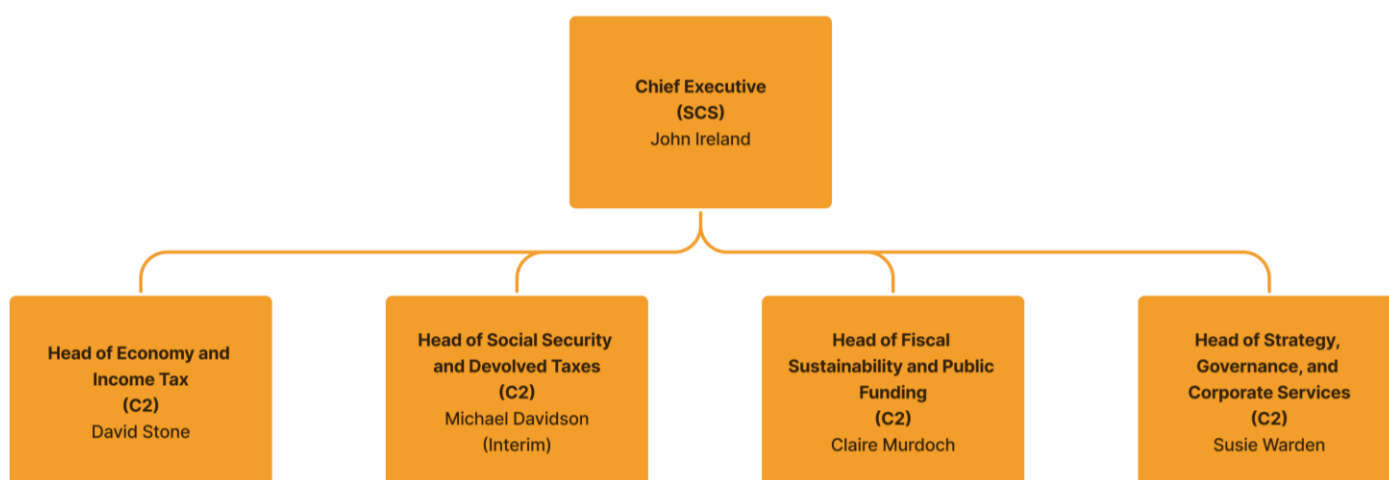 Chief Executive
(SCS)
John Ireland
Head of Economy and
Income Tax
(C2)
David Stone
Head of Social Security
and Devolved Taxes
(C2)
Michael Davidson
(Interim)
Head of Fiscal
Sustainability and Public
Funding
(C2)
Claire Murdoch
Head of Strategy,
Governance, and
Corporate Services
(C2)
Susie Warden